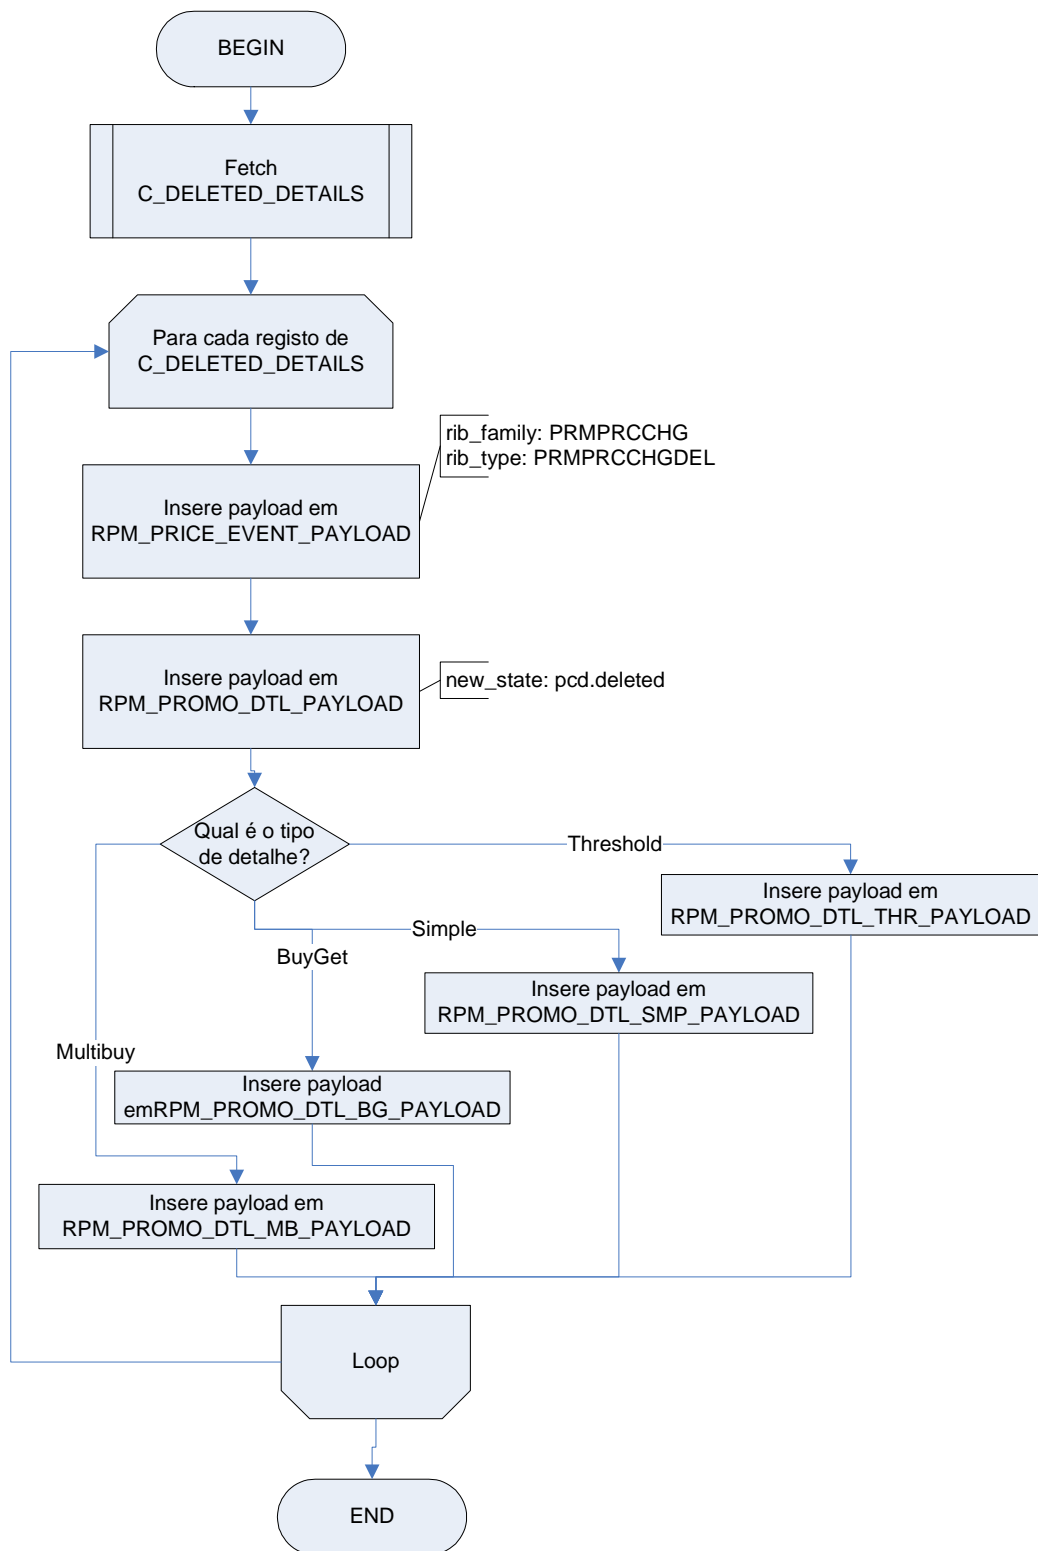 BEGIN
Fetch
C_DELETED_DETAILS
Para cada registo de
C_DELETED_DETAILS
rib_family: PRMPRCCHG
rib_type: PRMPRCCHGDEL
Insere payload em
RPM_PRICE_EVENT_PAYLOAD
Insere payload em
RPM_PROMO_DTL_PAYLOAD
new_state: pcd.deleted
Qual é o tipo
de detalhe?
Threshold
Insere payload em
RPM_PROMO_DTL_THR_PAYLOAD
Simple
BuyGet
Insere payload em
RPM_PROMO_DTL_SMP_PAYLOAD
Multibuy
Insere payload
emRPM_PROMO_DTL_BG_PAYLOAD
Insere payload em
RPM_PROMO_DTL_MB_PAYLOAD
Loop
END